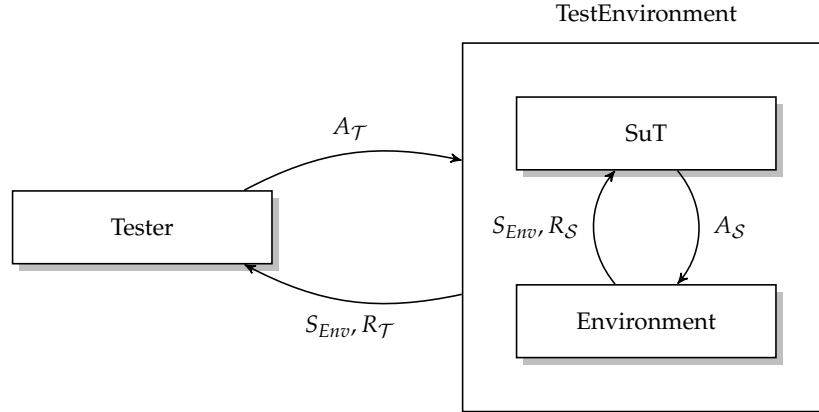 TestEnvironment
SuT
A_𝒯
Tester
S_Env, R_𝒮
A_𝒮
S_Env, R_𝒯
Environment